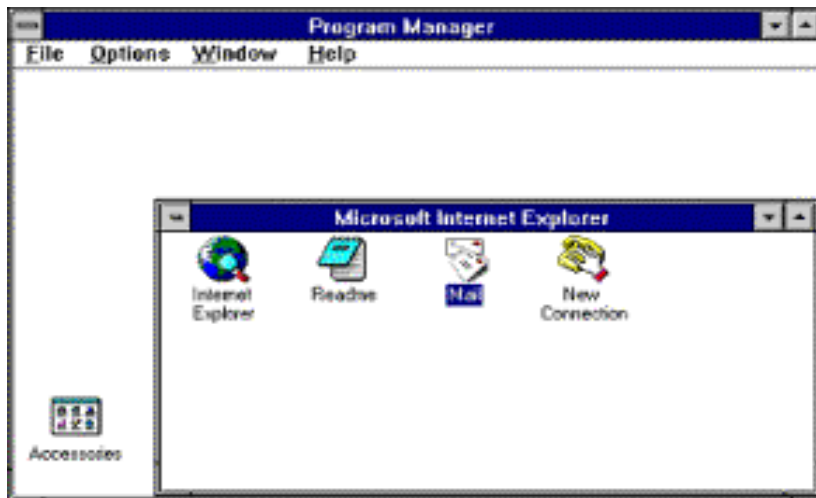 Program Manager
File Options Window Help
Microsoft Internet Explorer
Internet Explorer
Readme
Mail
New Connection
Accessories